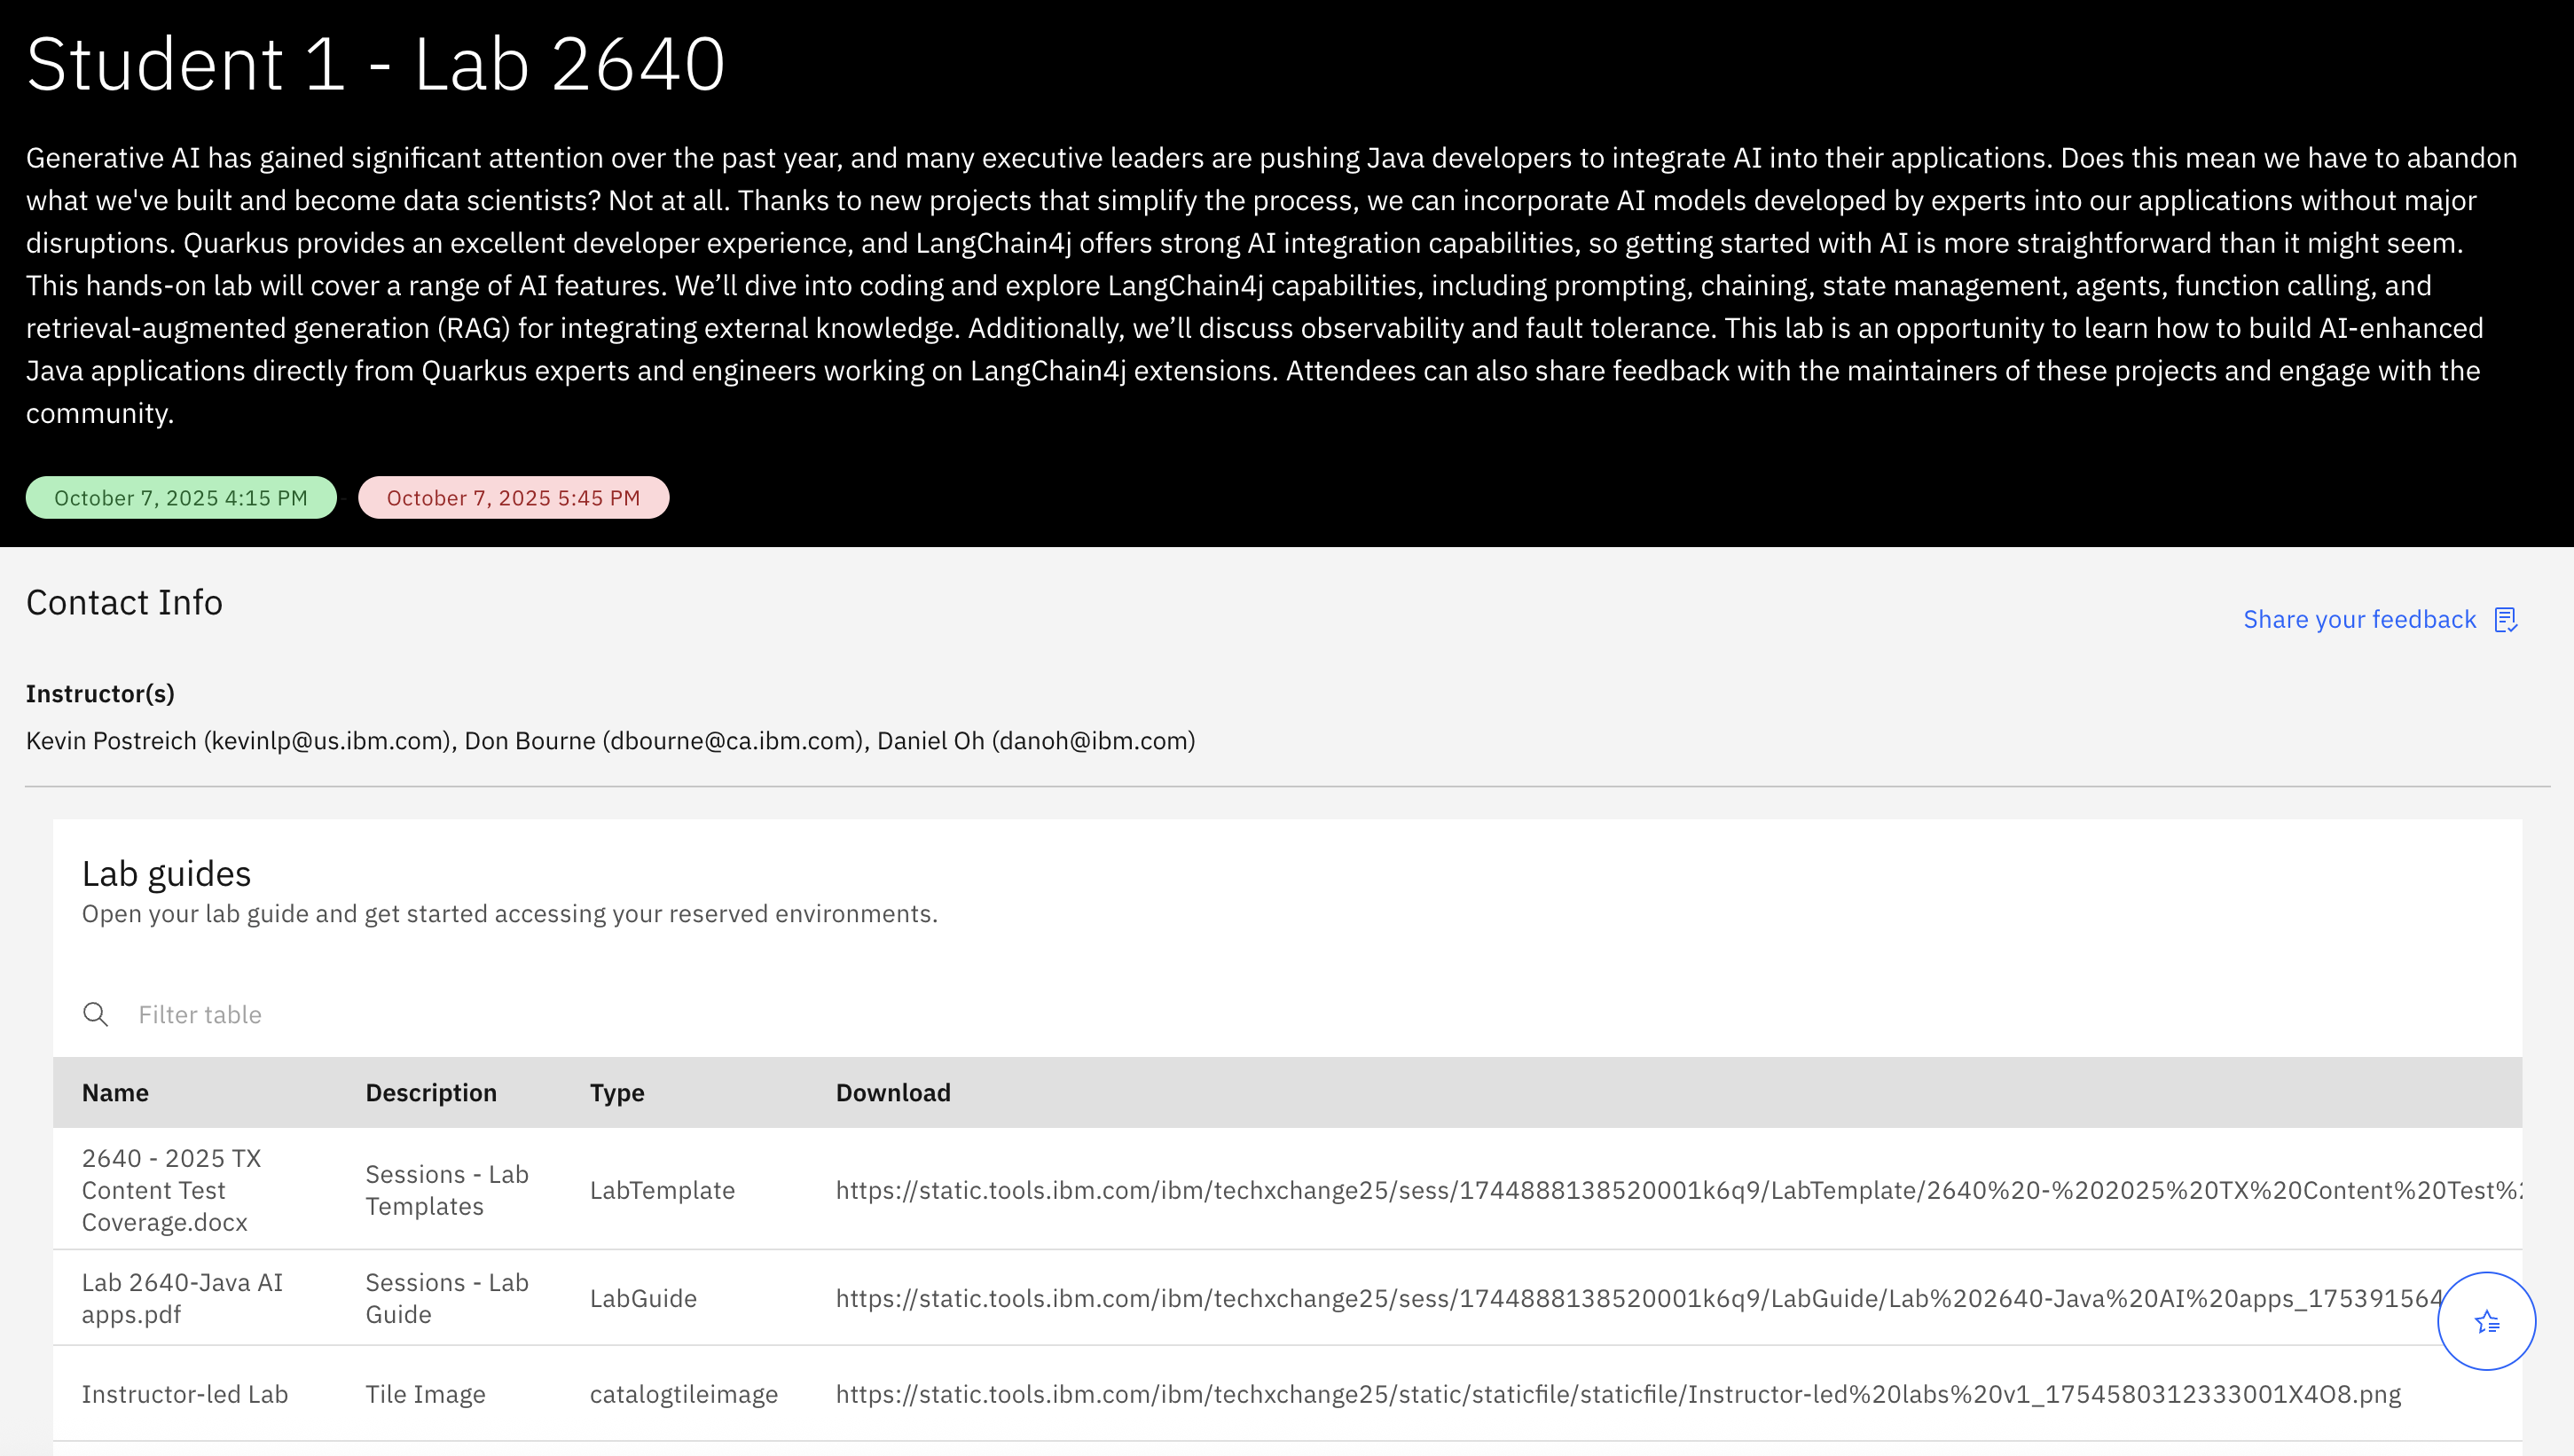 Student 1 - Lab 2640
Generative AI has gained significant attention over the past year, and many executive leaders are pushing Java developers to integrate AI into their applications. Does this mean we have to abandon
what we've built and become data scientists? Not at all. Thanks to new projects that simplify the process, we can incorporate AI models developed by experts into our applications without major
disruptions. Quarkus provides an excellent developer experience, and LangChain4j offers strong AI integration capabilities, so getting started with AI is more straightforward than it might seem.
This hands-on lab will cover a range of AI features. We’ll dive into coding and explore LangChain4j capabilities, including prompting, chaining, state management, agents, function calling, and
retrieval-augmented generation (RAG) for integrating external knowledge. Additionally, we’ll discuss observability and fault tolerance. This lab is an opportunity to learn how to build AI-enhanced
Java applications directly from Quarkus experts and engineers working on LangChain4j extensions. Attendees can also share feedback with the maintainers of these projects and engage with the
community.
October 7, 2025 4:15 PM - October 7, 2025 5:45 PM
Contact Info
Share your feedback
Instructor(s)
Kevin Postreich (kevinlp@us.ibm.com), Don Bourne (dbourne@ca.ibm.com), Daniel Oh (danoh@ibm.com)
Lab guides
Open your lab guide and get started accessing your reserved environments.
Filter table
Name Description Type Download
2640 - 2025 TX
Content Test
Coverage.docx
Sessions - Lab
Templates
LabTemplate
https://static.tools.ibm.com/ibm/techxchange25/sess/1744888138520001k6q9/LabTemplate/2640%20-%202025%20TX%20Content%20Test%2
Lab 2640-Java AI
apps.pdf
Sessions - Lab
Guide
LabGuide
https://static.tools.ibm.com/ibm/techxchange25/sess/1744888138520001k6q9/LabGuide/Lab%202640-Java%20AI%20apps_175391564
Instructor-led Lab
Tile Image
catalogtileimage
https://static.tools.ibm.com/ibm/techxchange25/static/staticfile/staticfile/Instructor-led%20labs%20v1_1754580312333001X4O8.png